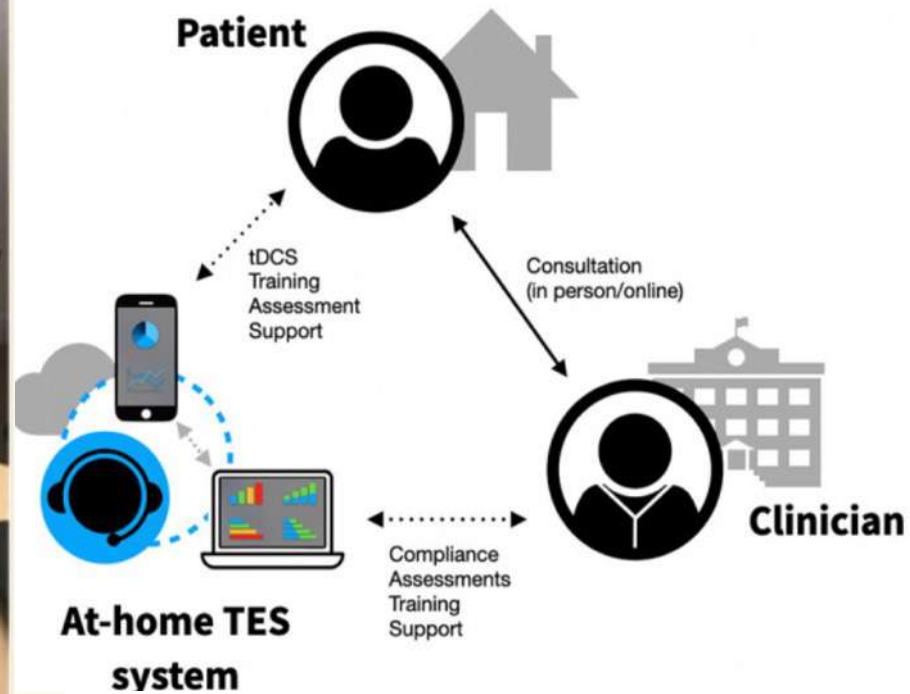 Patient
tDCS
Training
Assessment
Support
Consultation
(in person/online)
Clinician
Compliance
Assessments
Training
Support
At-home TES
system